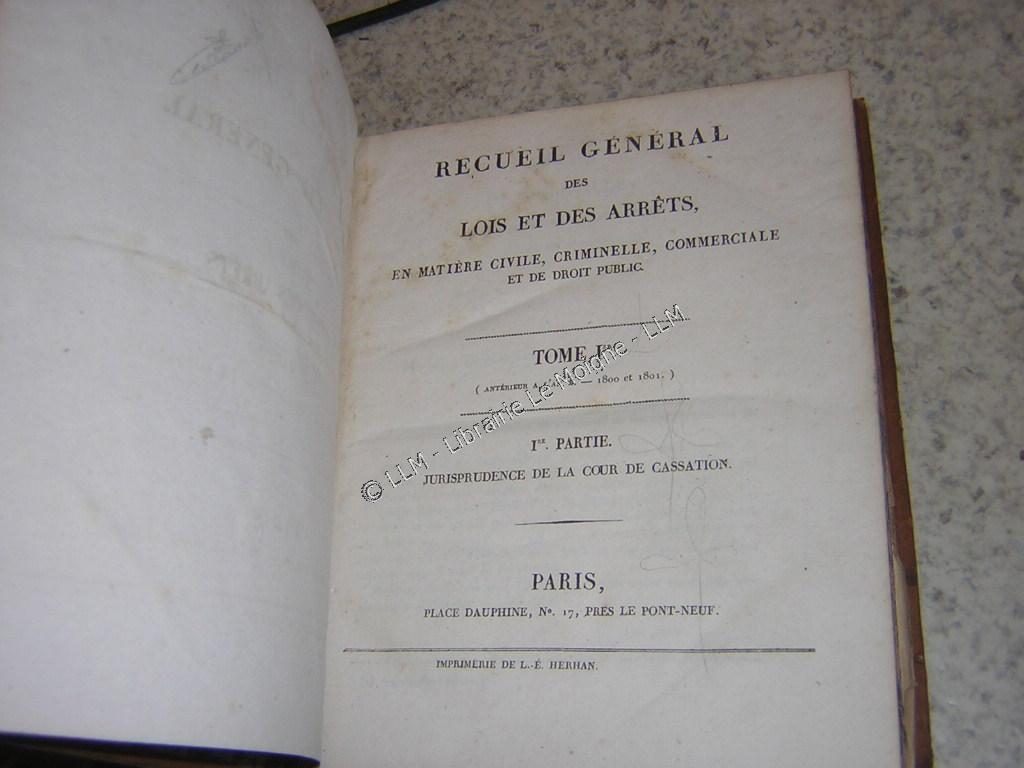 RECUEIL GÉNÉRAL
DES
LOIS ET DES ARRÊTS,
EN MATIÈRE CIVILE, CRIMINELLE, COMMERCIALE
ET DE DROIT PUBLIC.
TOME Ier
( ANTÉRIEUR A — 1800 et 1801. )
Ire. PARTIE.
JURISPRUDENCE DE LA COUR DE CASSATION.
PARIS,
PLACE DAUPHINE, No. 17, PRÈS LE PONT-NEUF.
IMPRIMERIE DE L.-É. HERHAN.
© LLM - Librairie Le Moigne - LLM